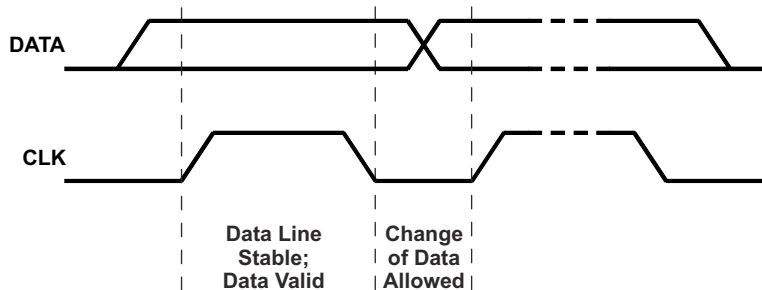 DATA
CLK
Data Line
Stable;
Data Valid
Change
of Data
Allowed